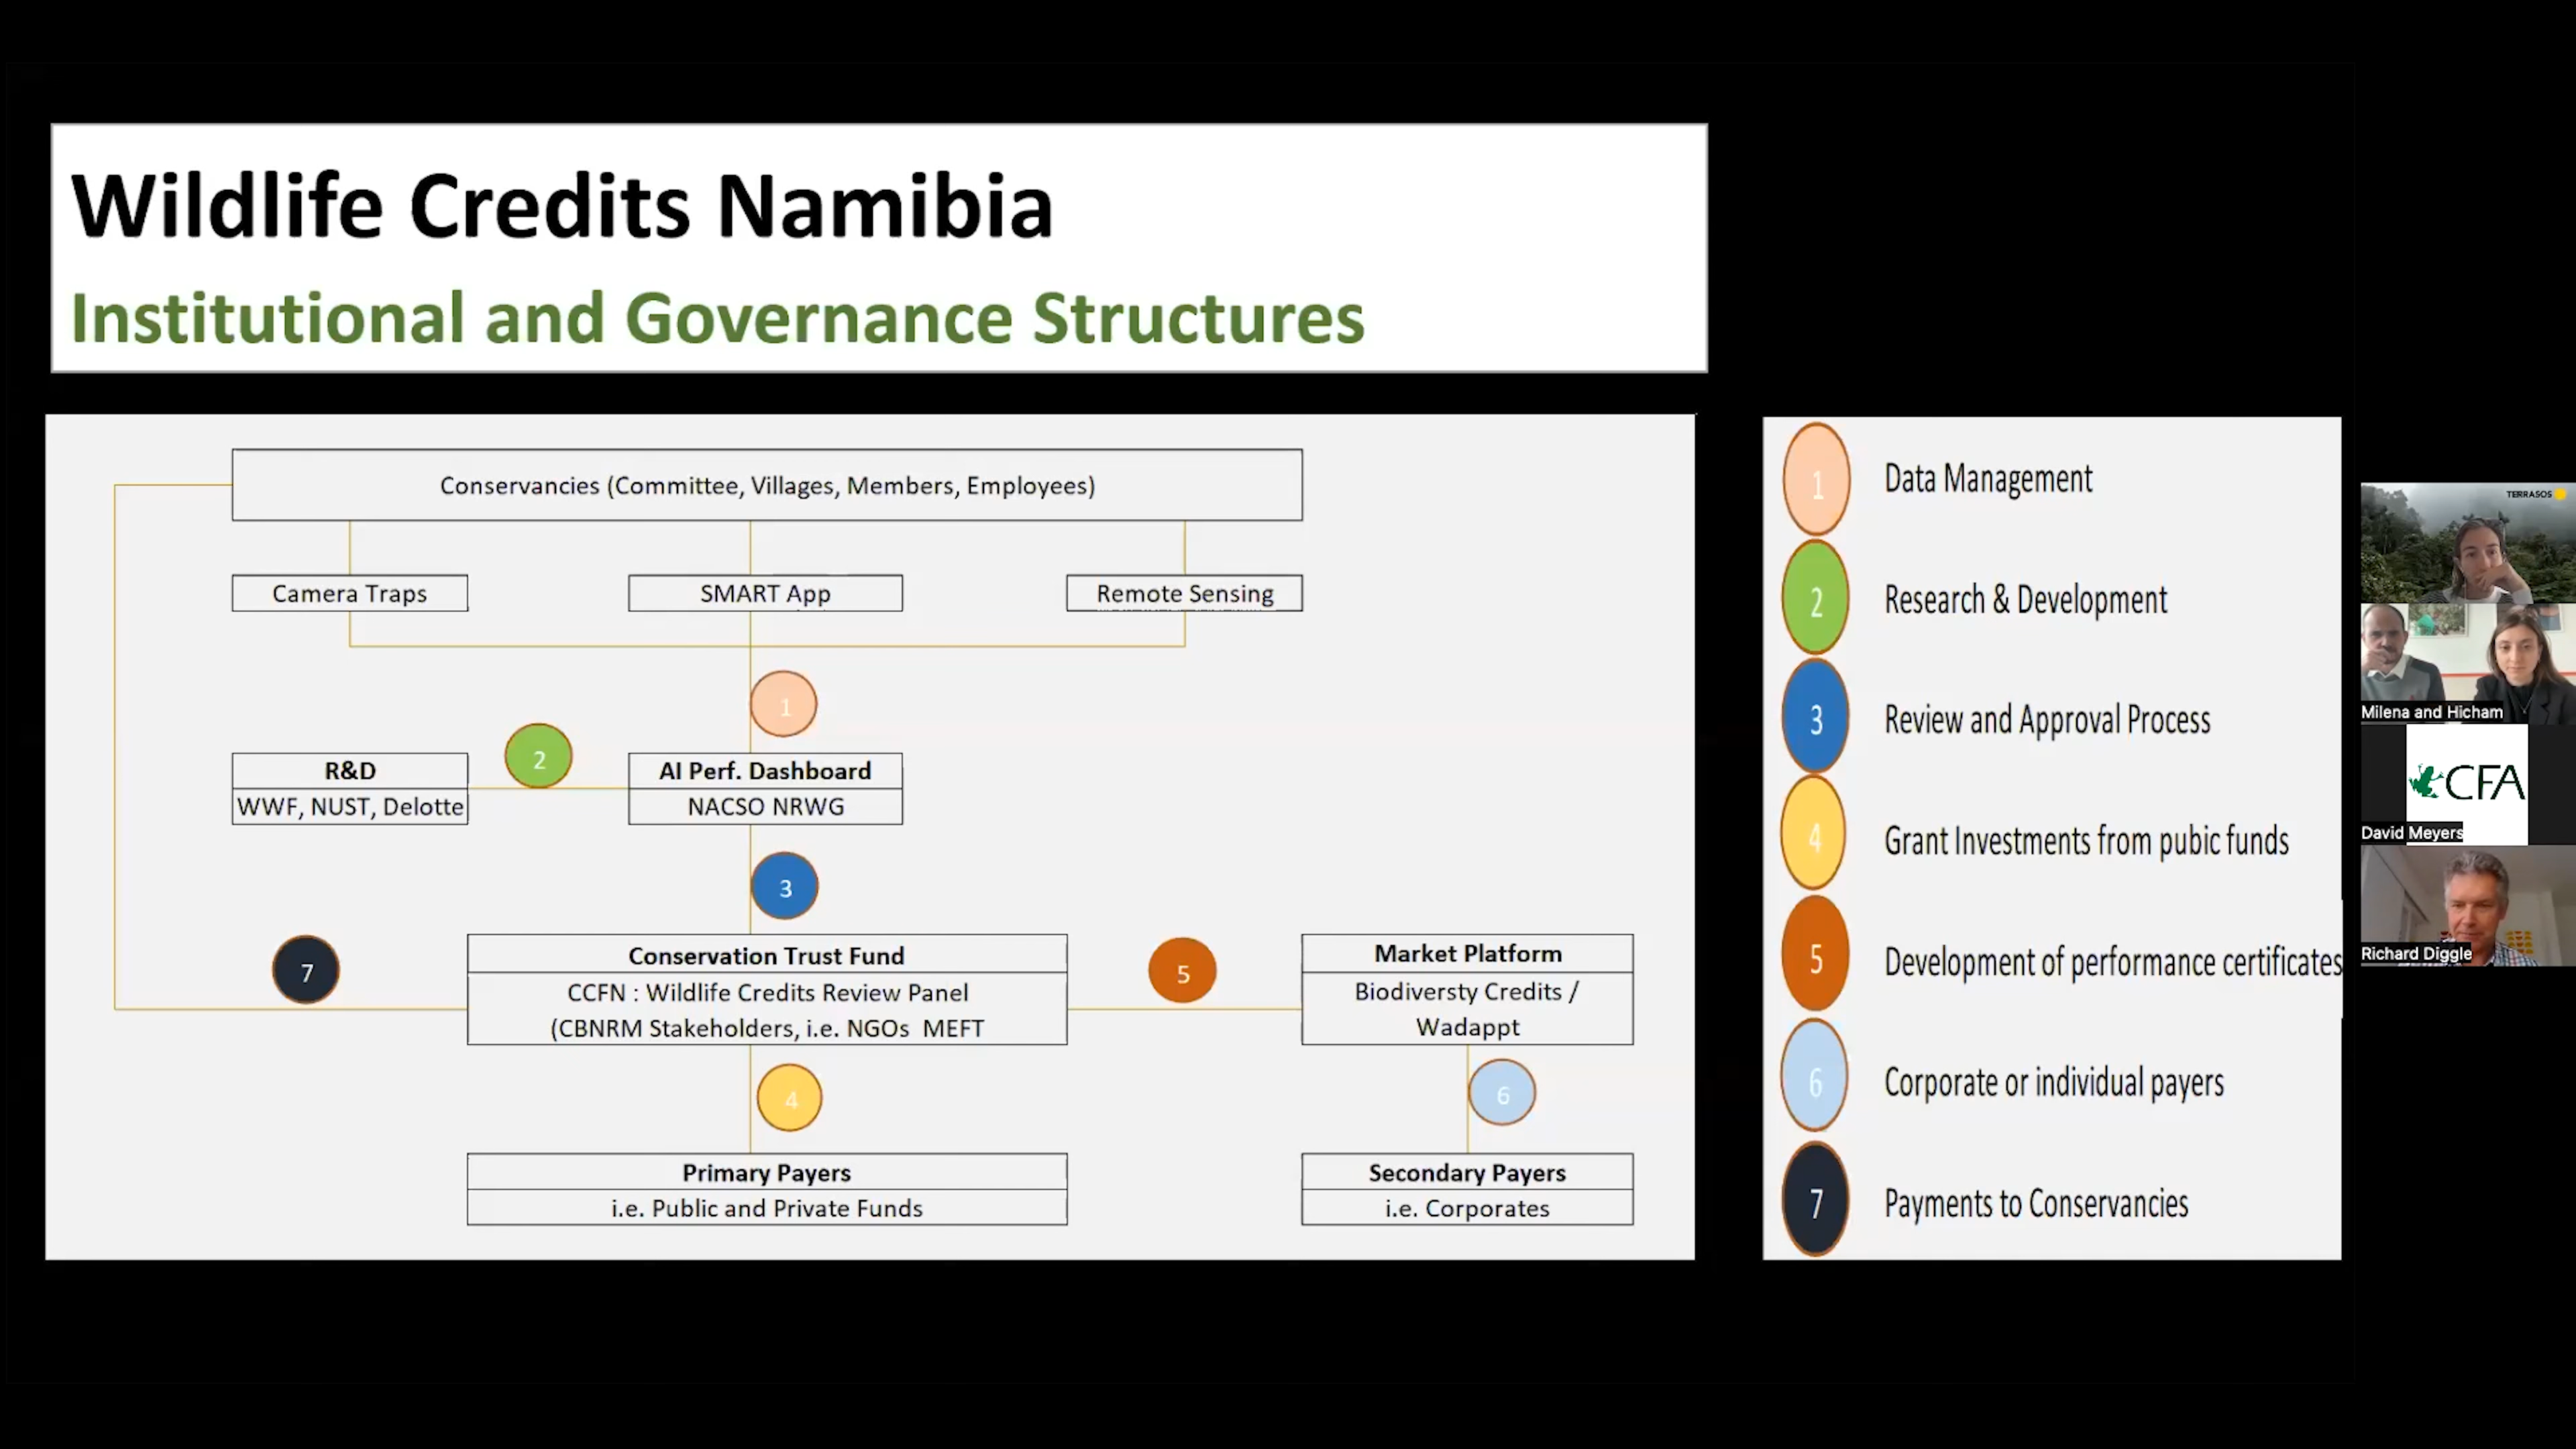 Wildlife Credits Namibia
Institutional and Governance Structures
Conservancies (Committee, Villages, Members, Employees)
Camera Traps
SMART App
Remote Sensing
1
2
R&D
WWF, NUST, Delotte
AI Perf. Dashboard
NACSO NRWG
3
7
Conservation Trust Fund
CCFN : Wildlife Credits Review Panel
(CBNRM Stakeholders, i.e. NGOs MEFT
5
Market Platform
Biodiversty Credits /
Wadappt
4
6
Primary Payers
i.e. Public and Private Funds
Secondary Payers
i.e. Corporates
1 Data Management
2 Research & Development
3 Review and Approval Process
4 Grant Investments from pubic funds
5 Development of performance certificates
6 Corporate or individual payers
7 Payments to Conservancies
TERRASOS
Milena and Hicham
CFA
David Meyers
Richard Diggle